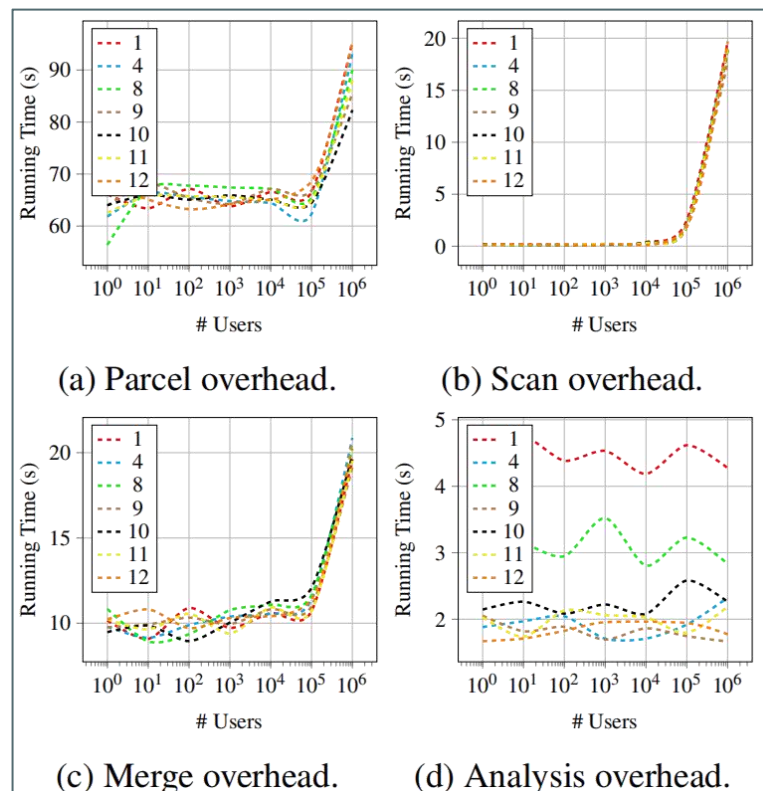 1
4
8
9
10
11
12
90
80
70
60
Running Time (s)
10^0 10^1 10^2 10^3 10^4 10^5 10^6
# Users
(a) Parcel overhead.
1
4
8
9
10
11
12
20
15
10
5
0
Running Time (s)
10^0 10^1 10^2 10^3 10^4 10^5 10^6
# Users
(b) Scan overhead.
1
4
8
9
10
11
12
20
15
10
Running Time (s)
10^0 10^1 10^2 10^3 10^4 10^5 10^6
# Users
(c) Merge overhead.
1
4
8
9
10
11
12
5
4
3
2
Running Time (s)
10^0 10^1 10^2 10^3 10^4 10^5 10^6
# Users
(d) Analysis overhead.